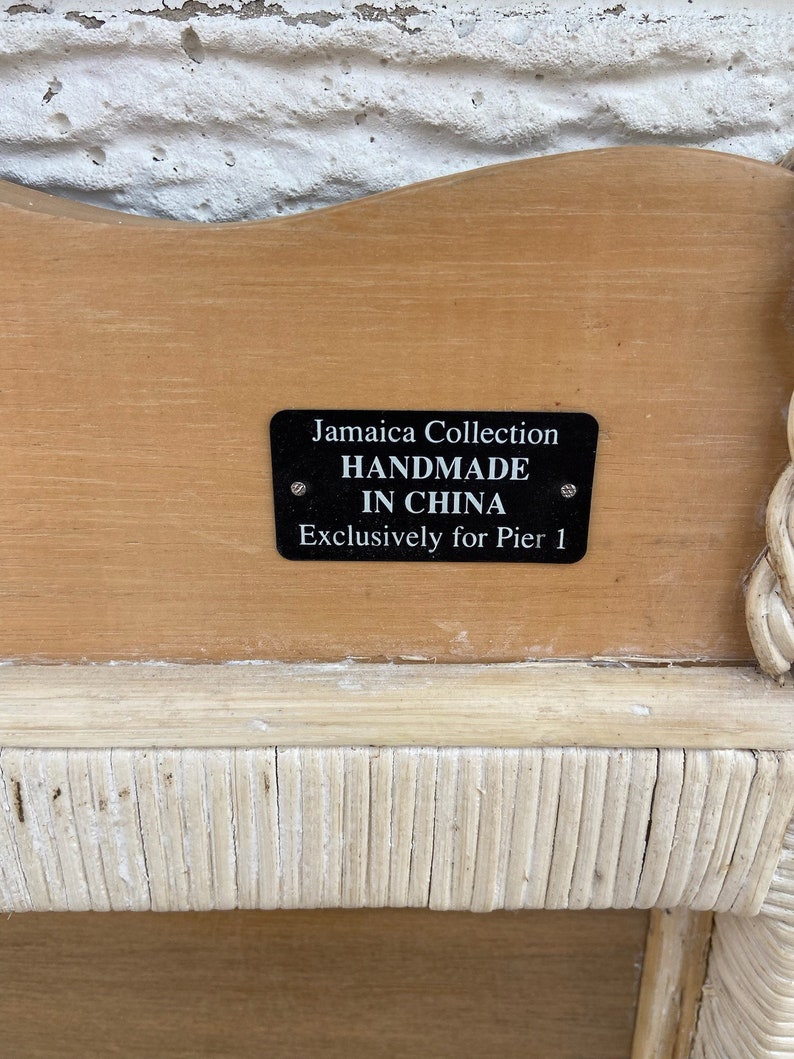 Jamaica Collection
HANDMADE
IN CHINA
Exclusively for Pier 1